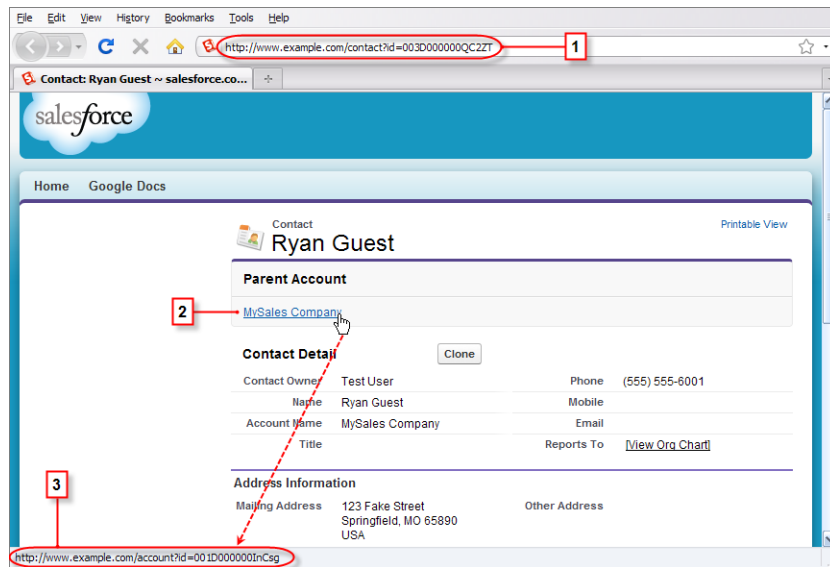 File Edit View History Bookmarks Tools Help
http://www.example.com/contact?id=003D000000QC2ZT
1
Contact: Ryan Guest ~ salesforce.co...
salesforce
Home Google Docs
Contact
Printable View
Ryan Guest
Parent Account
2
MySales Company
Contact Detail Clone
Contact Owner Test User Phone (555) 555-6001
Name Ryan Guest Mobile
Account Name MySales Company Email
Title Reports To [View Org Chart]
3
Address Information
Mailing Address 123 Fake Street Other Address
Springfield, MO 65890
USA
http://www.example.com/account?id=001D000000InCsg